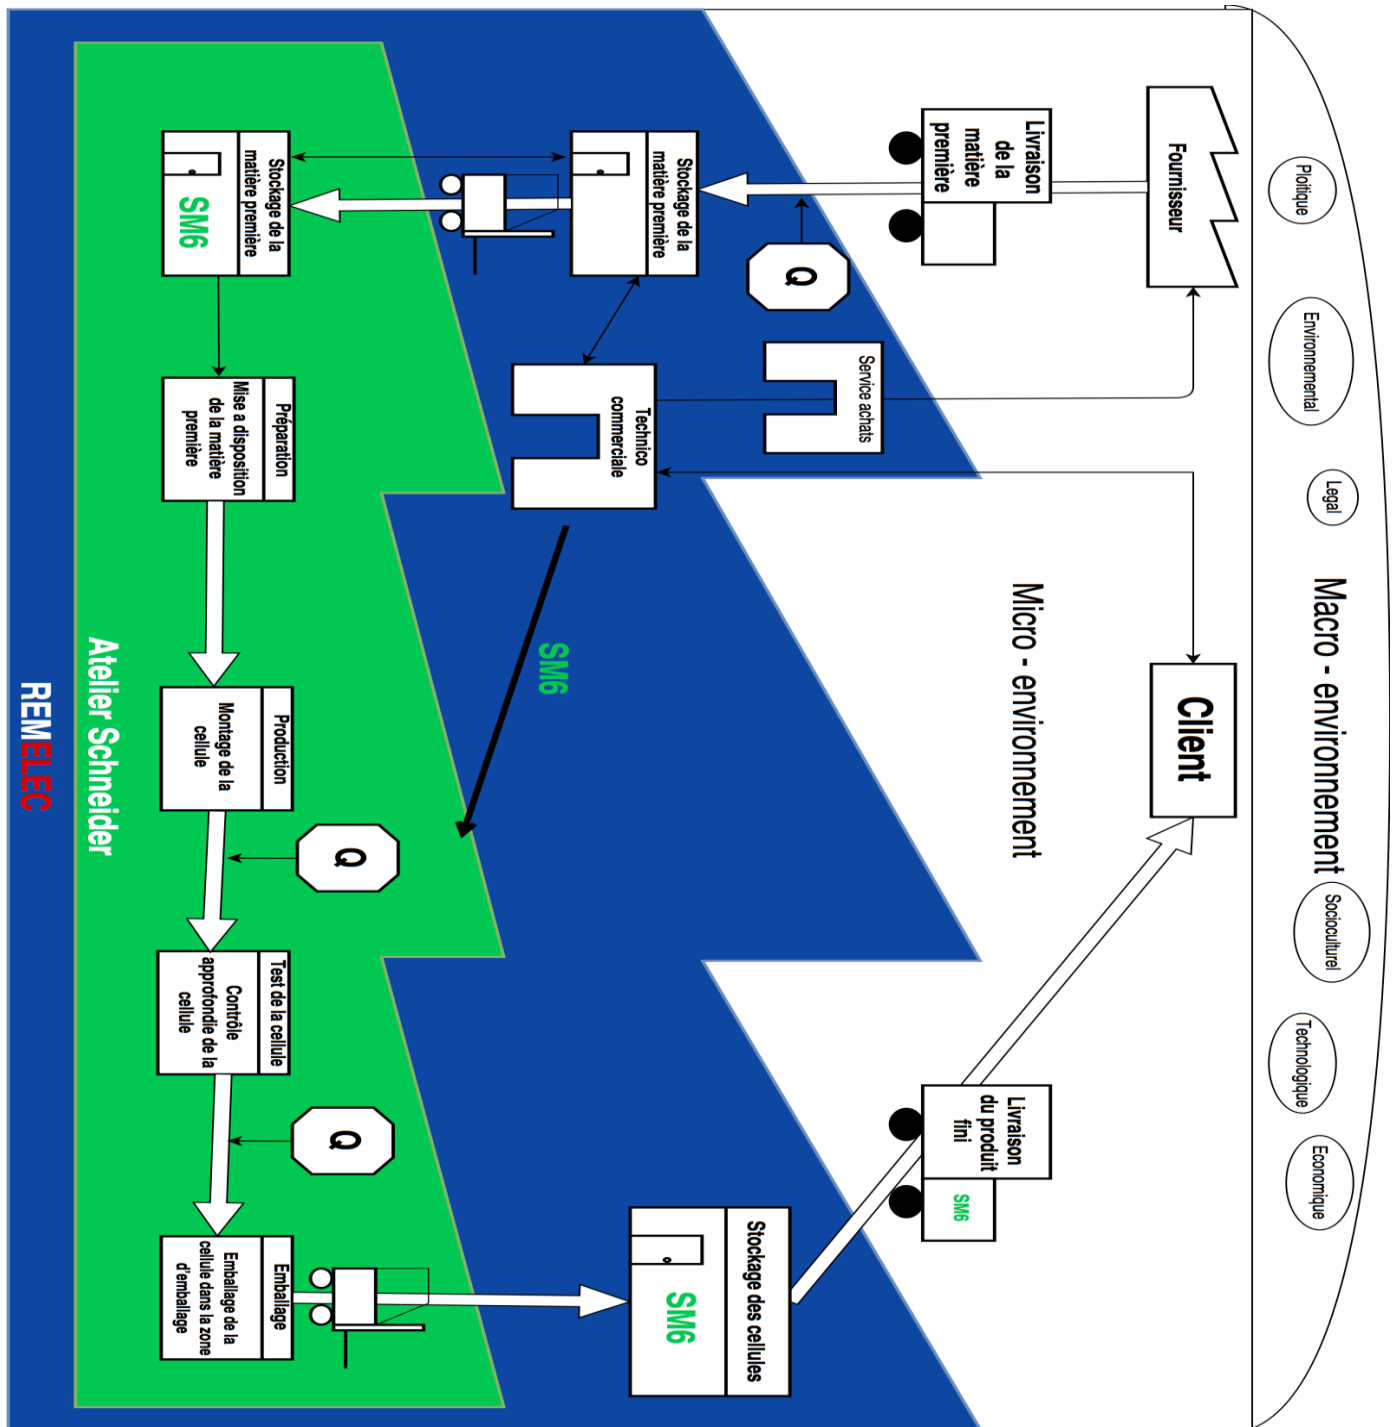 Ploitique
Environnemental
Légal
Macro - environnement
Socioculturel
Technologique
Economique
Fournisseur
Client
Livraison
de la
matière
première
Micro - environnement
Livraison
du produit
fini
SM6
Q
Service achats
Stockage de la
matière première
Technico
commerciale
SM6
Stockage des cellules
SM6
Stockage de la
matière première
SM6
Préparation
Mise a disposition
de la matière
première
Production
Montage de la
cellule
Q
Test de la cellule
Contrôle
approfondie de la
cellule
Q
Emballage
Emballage de la
cellule dans la zone
d'emballage
Atelier Schneider
REMELEC